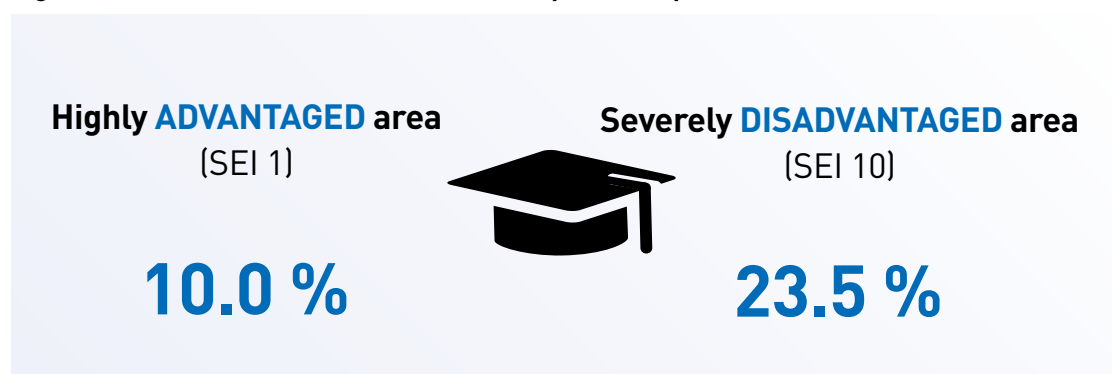 Highly ADVANTAGED area
(SEI 1)
10.0 %
Severely DISADVANTAGED area
(SEI 10)
23.5 %